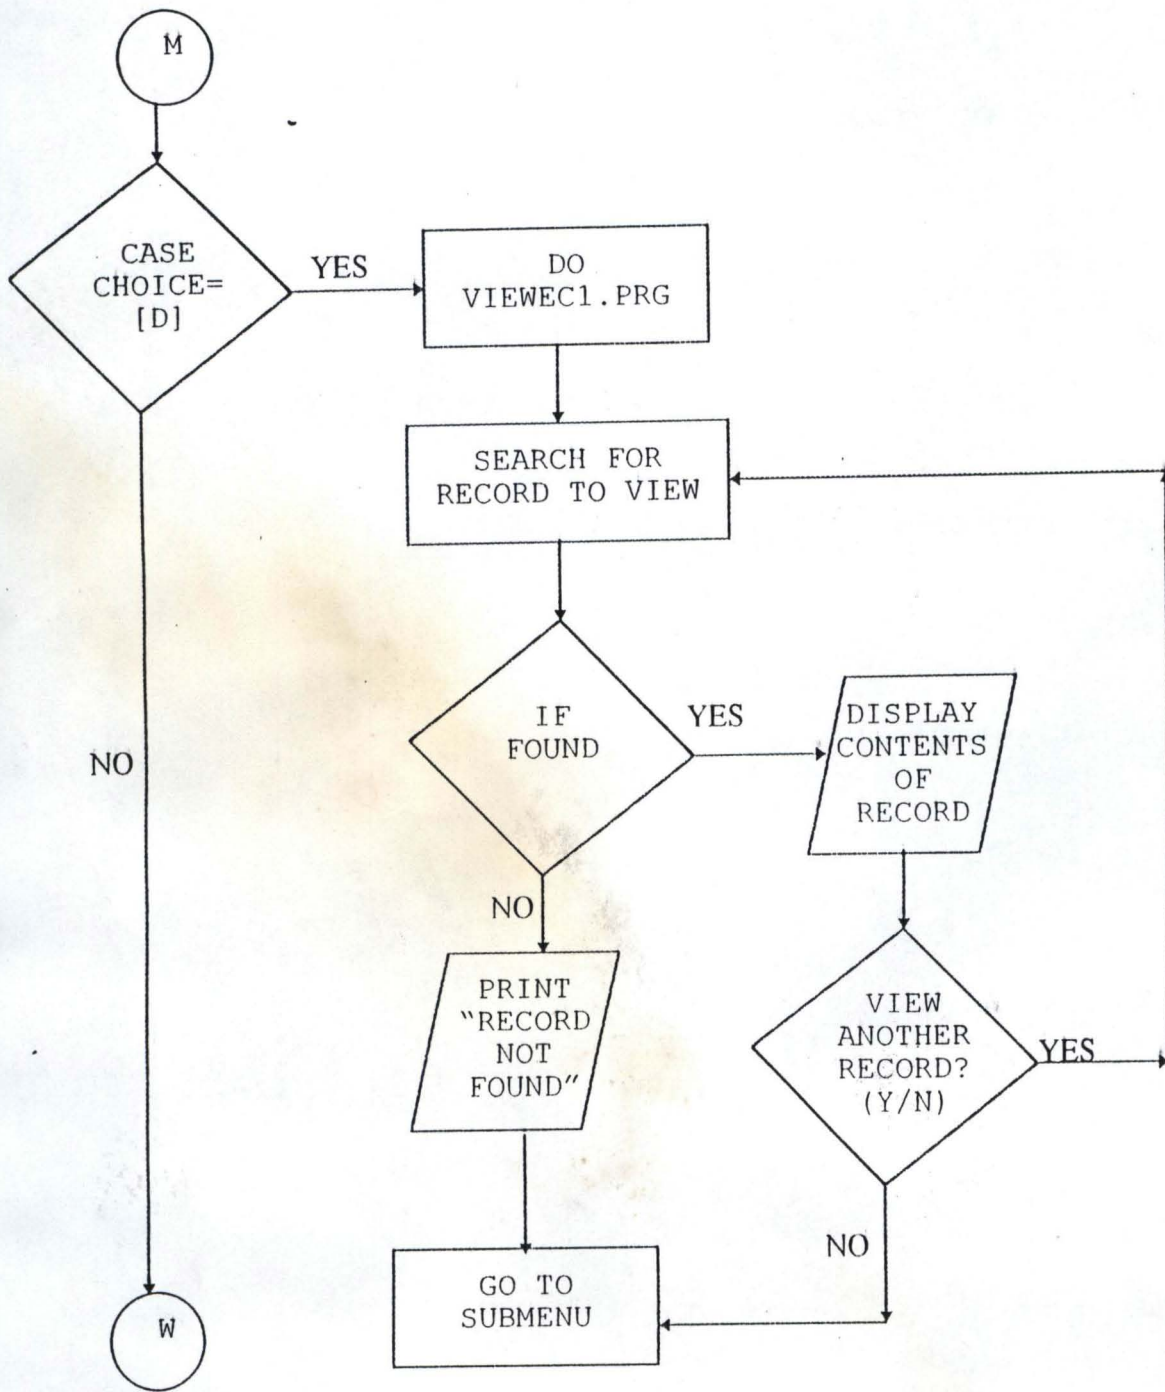 M
CASE
CHOICE=
[D]
YES
DO
VIEWEC1.PRG
SEARCH FOR
RECORD TO VIEW
IF
FOUND
YES
DISPLAY
CONTENTS
OF
RECORD
NO
NO
PRINT
“RECORD
NOT
FOUND”
VIEW
ANOTHER
RECORD?
(Y/N)
YES
NO
GO TO
SUBMENU
W